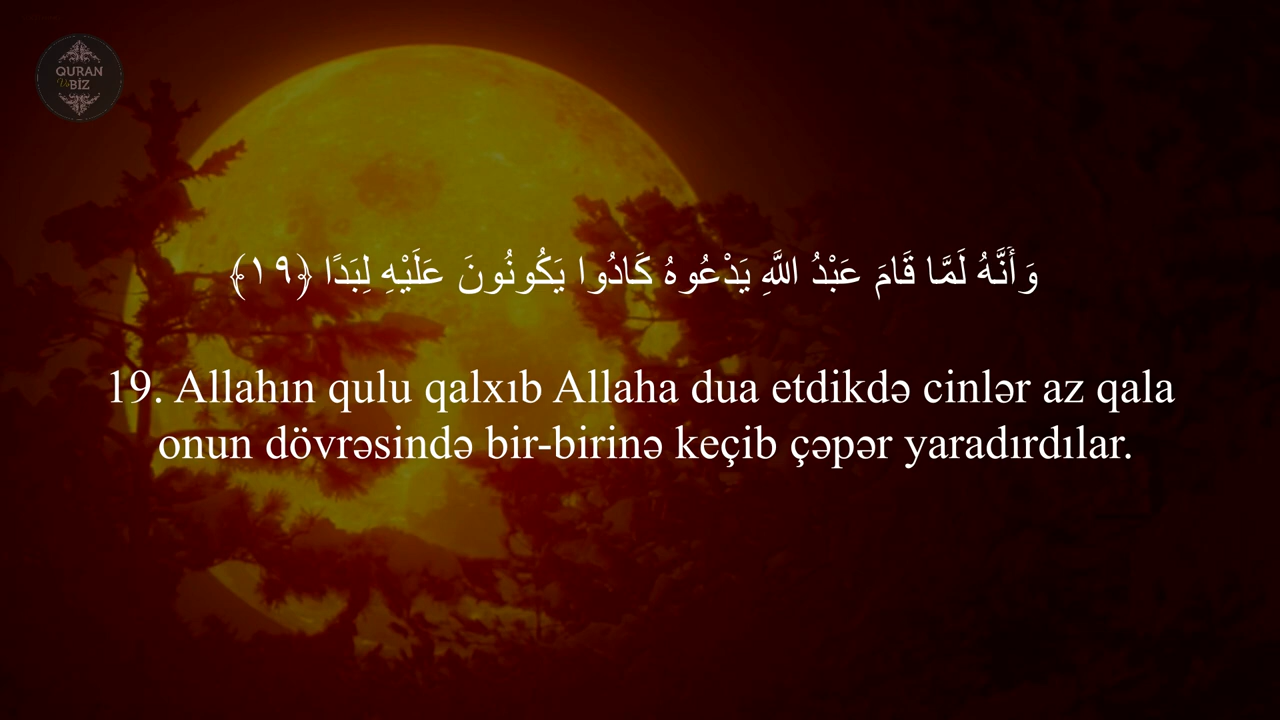 QURAN
Və BİZ
وَأَنَّهُ لَمَّا قَامَ عَبْدُ اللَّهِ يَدْعُوهُ كَادُوا يَكُونُونَ عَلَيْهِ لِبَدًا ﴿١٩﴾
19. Allahın qulu qalxıb Allaha dua etdikdə cinlər az qala
onun dövrəsində bir-birinə keçib çəpər yaradırdılar.